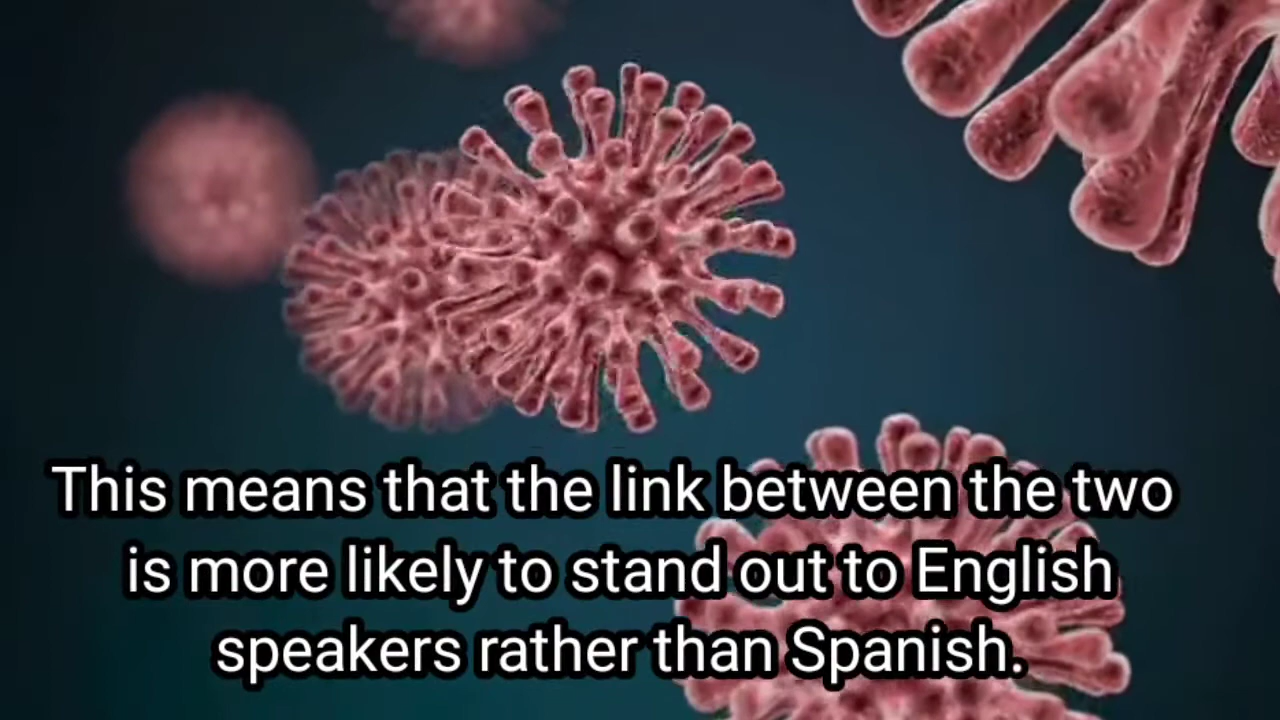 This means that the link between the two
is more likely to stand out to English
speakers rather than Spanish.